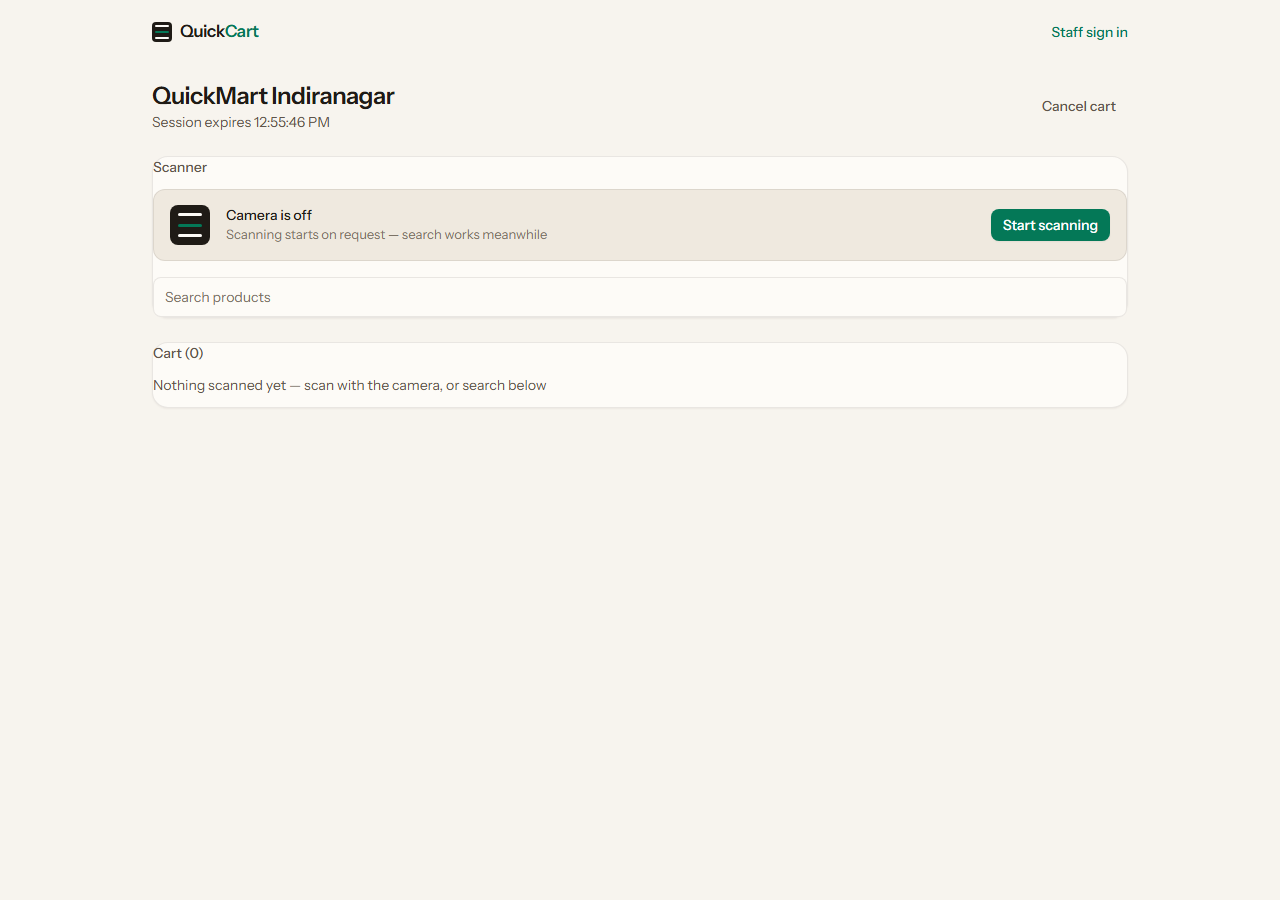 QuickCart
Staff sign in
QuickMart Indiranagar
Session expires 12:55:46 PM
Cancel cart
Scanner
Camera is off
Scanning starts on request — search works meanwhile
Start scanning
Search products
Cart (0)
Nothing scanned yet — scan with the camera, or search below